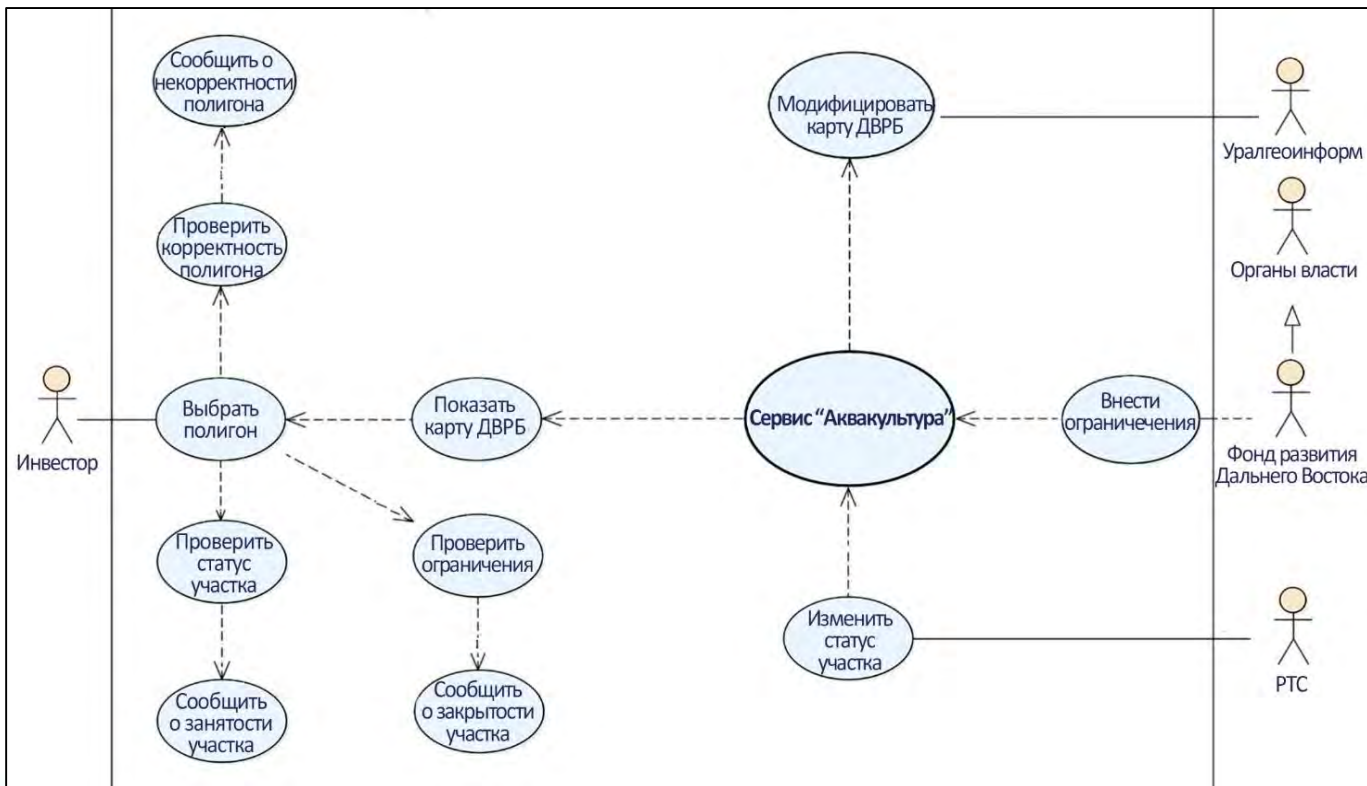 Сообщить о
некорректности
полигона
Модифицировать
карту ДВРБ
Уралгеоинформ
Проверить
корректность
полигона
Органы власти
Инвестор
Выбрать
полигон
Показать
карту ДВРБ
Сервис “Аквакультура”
Внести
ограничечения
Фонд развития
Дальнего Востока
Проверить
статус
участка
Проверить
ограничения
Изменить
статус
участка
РТС
Сообщить
о занятости
участка
Сообщить
о закрытости
участка